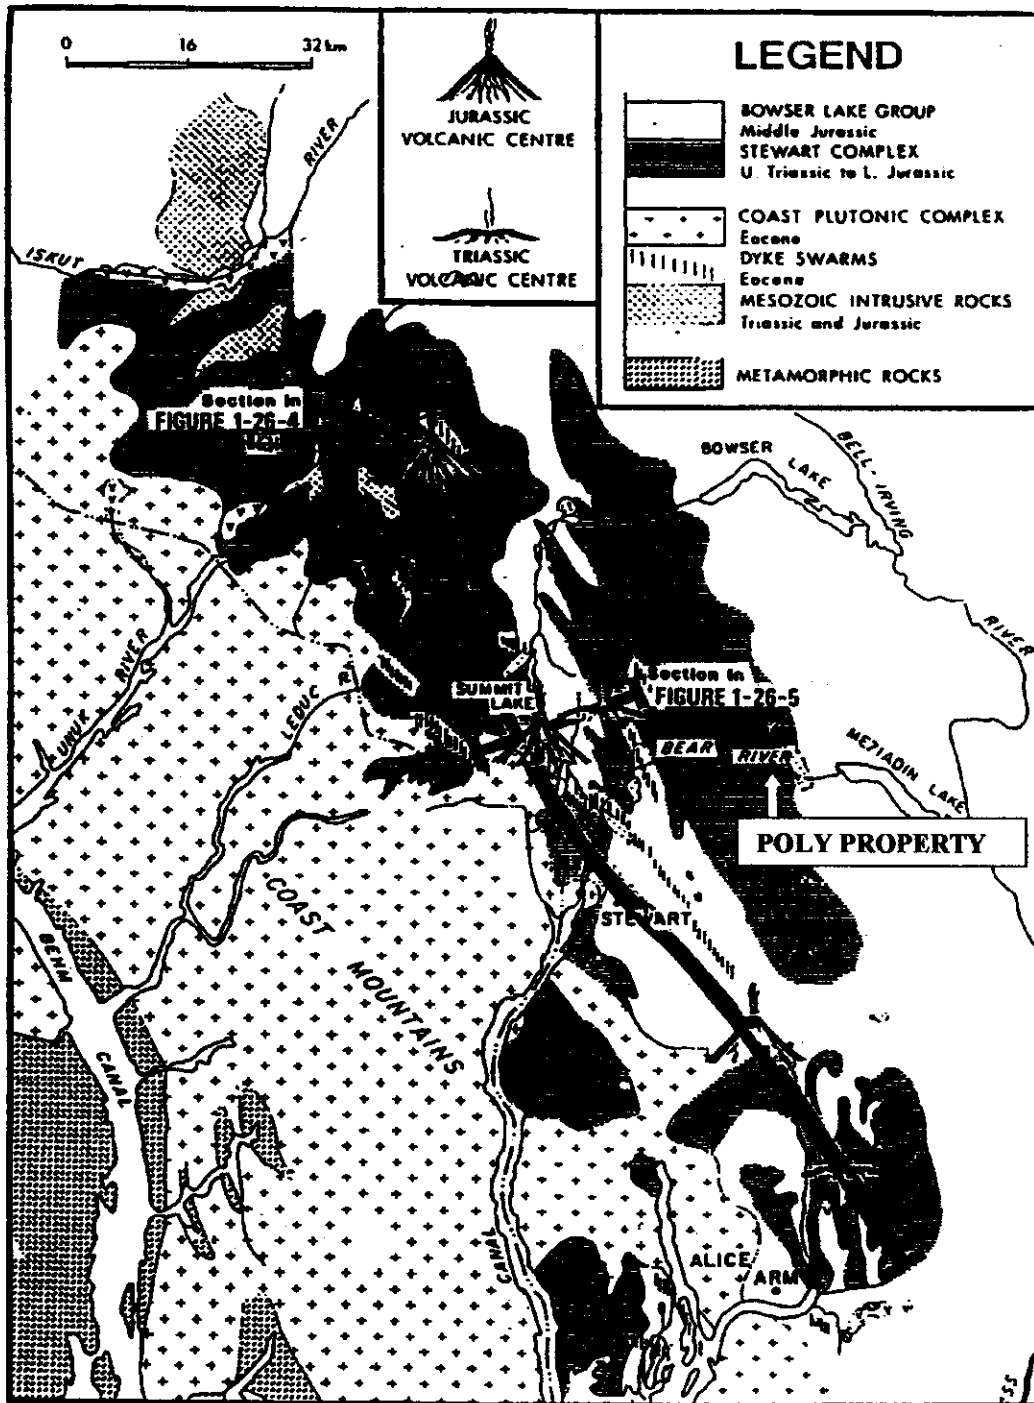 0 16 32 km
JURASSIC
VOLCANIC CENTRE
TRIASSIC
VOLCANIC CENTRE
LEGEND
BOWSER LAKE GROUP
Middle Jurassic
STEWART COMPLEX
U. Triassic to L. Jurassic
COAST PLUTONIC COMPLEX
Eocene
DYKE SWARMS
Eocene
MESOZOIC INTRUSIVE ROCKS
Triassic and Jurassic
METAMORPHIC ROCKS
ISKUT
RIVER
Section in
FIGURE 1-26-4
BOWSER
LAKE
BELL-IRVING
RIVER
UNUK
RIVER
LEDUC
R.
SUMMIT
LAKE
Section in
FIGURE 1-26-5
BEAR RIVER
MEZIADIN LAKE
POLY PROPERTY
STEWART
COAST
MOUNTAINS
BEHM
CANAL
CANAL
ALICE
ARM